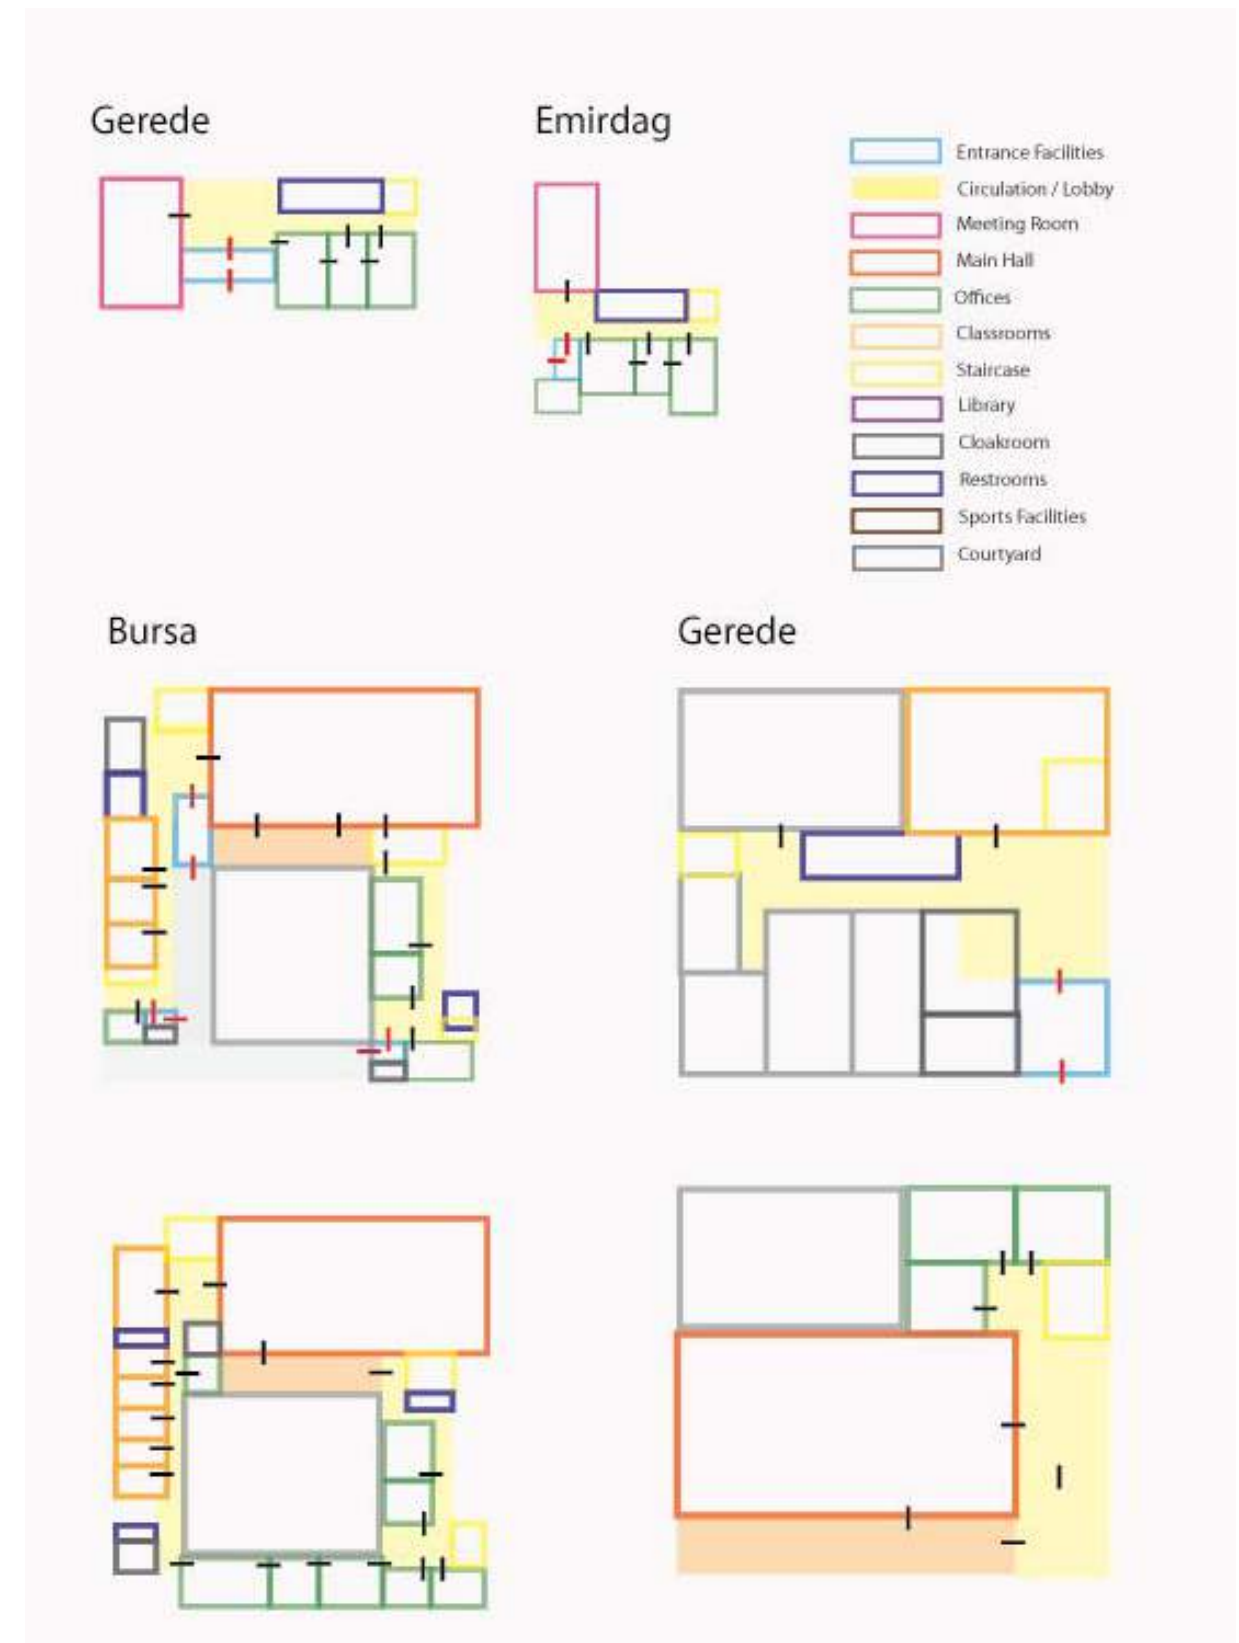 Gerede
Emirdag
Entrance Facilities
Circulation / Lobby
Meeting Room
Main Hall
Offices
Classrooms
Staircase
Library
Cloakroom
Restrooms
Sports Facilities
Courtyard
Bursa
Gerede